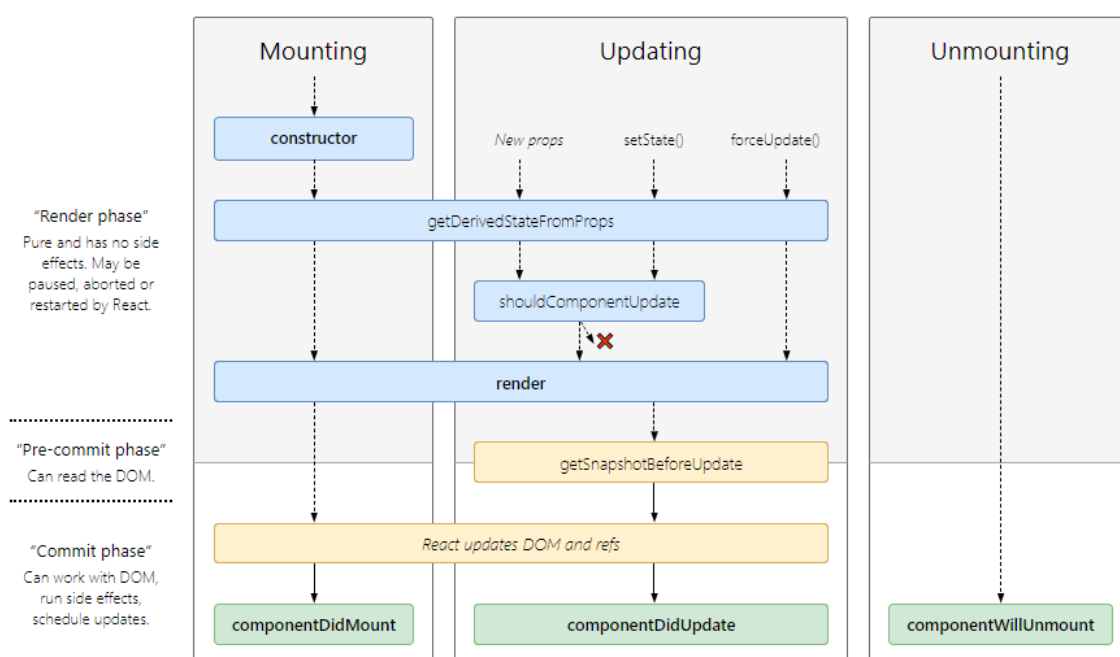 Mounting
Updating
Unmounting
constructor
New props
setState()
forceUpdate()
"Render phase"
Pure and has no side
effects. May be
paused, aborted or
restarted by React.
getDerivedStateFromProps
shouldComponentUpdate
render
"Pre-commit phase"
Can read the DOM.
getSnapshotBeforeUpdate
"Commit phase"
Can work with DOM,
run side effects,
schedule updates.
React updates DOM and refs
componentDidMount
componentDidUpdate
componentWillUnmount